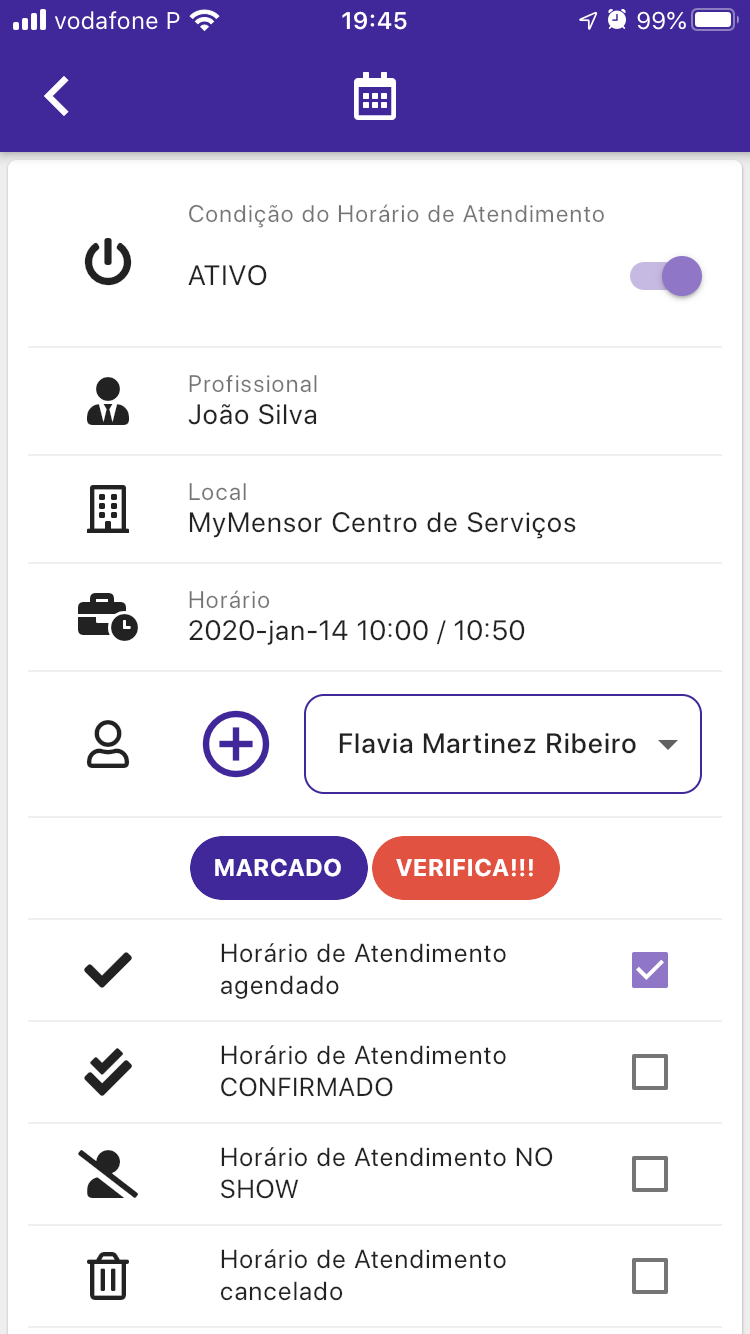 vodafone P 19:45 99%
Condição do Horário de Atendimento
ATIVO
Profissional
João Silva
Local
MyMensor Centro de Serviços
Horário
2020-jan-14 10:00 / 10:50
Flavia Martinez Ribeiro
MARCADO VERIFICA!!!
Horário de Atendimento
agendado
Horário de Atendimento
CONFIRMADO
Horário de Atendimento NO
SHOW
Horário de Atendimento
cancelado